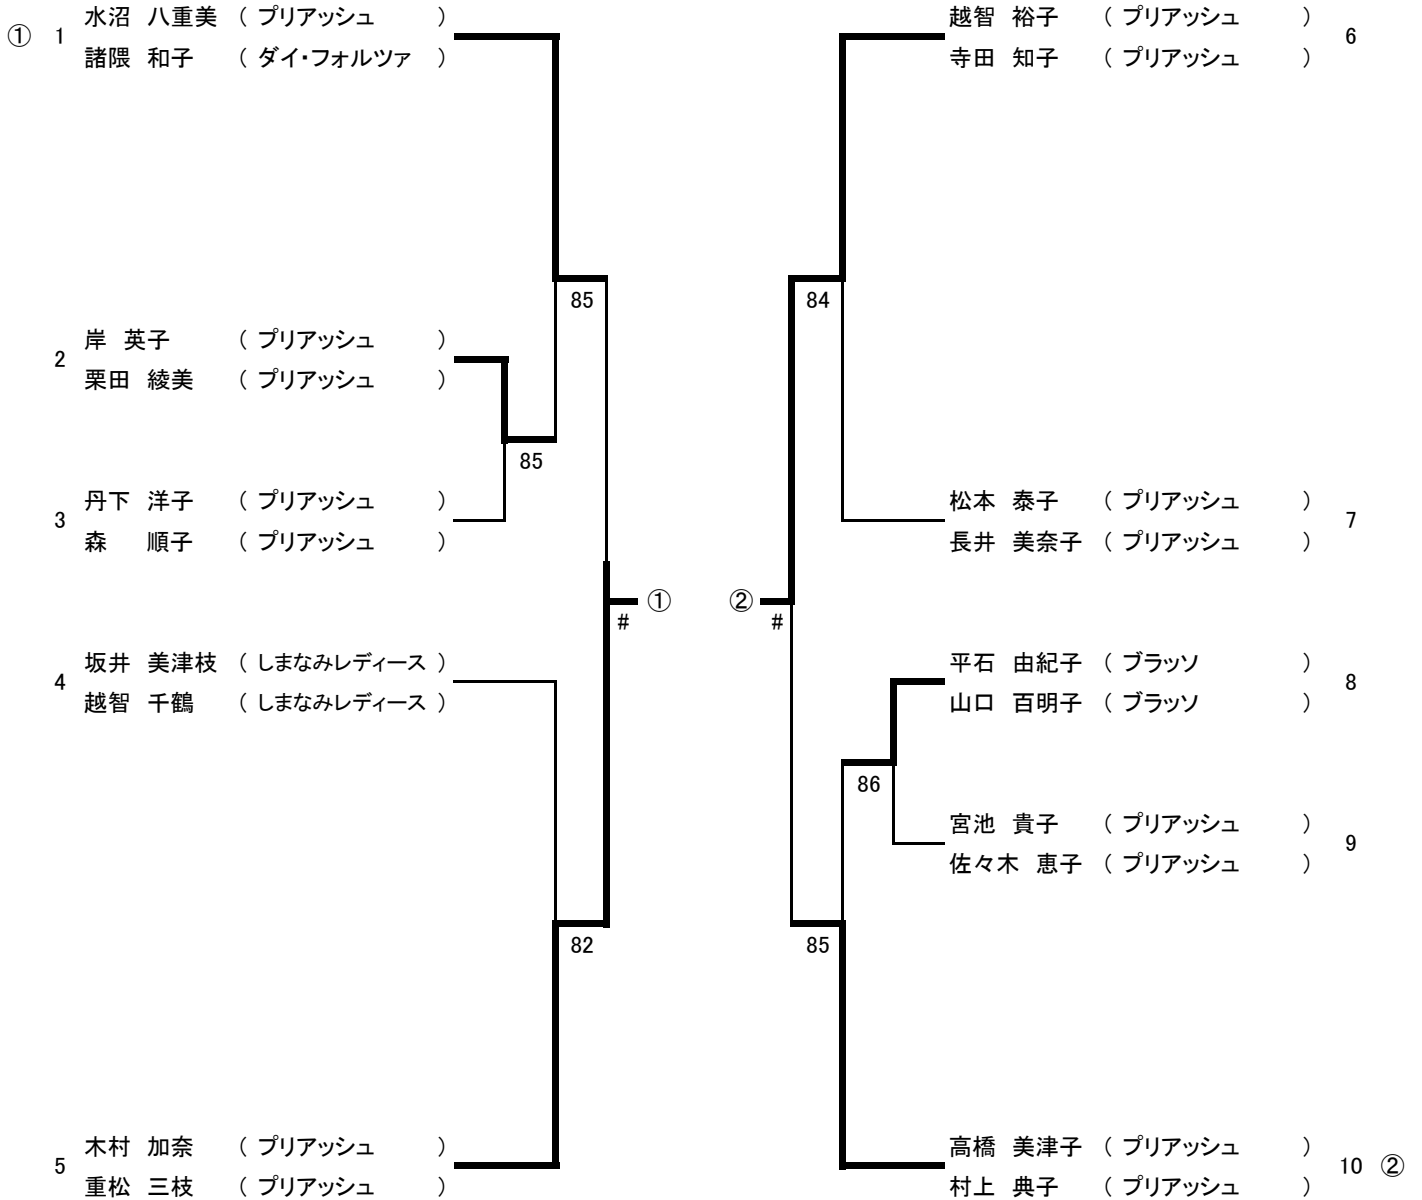 ① 1 水沼 八重美 ( プリアッシュ )
諸隈 和子 ( ダイ・フォルツァ )
85
2 岸 英子 ( プリアッシュ )
栗田 綾美 ( プリアッシュ )
85
3 丹下 洋子 ( プリアッシュ )
森 順子 ( プリアッシュ )
①
#
4 坂井 美津枝 ( しまなみレディース )
越智 千鶴 ( しまなみレディース )
82
5 木村 加奈 ( プリアッシュ )
重松 三枝 ( プリアッシュ )
越智 裕子 ( プリアッシュ ) 6
寺田 知子 ( プリアッシュ )
84
松本 泰子 ( プリアッシュ ) 7
長井 美奈子 ( プリアッシュ )
②
#
平石 由紀子 ( ブラッソ ) 8
山口 百明子 ( ブラッソ )
86
宮池 貴子 ( プリアッシュ ) 9
佐々木 恵子 ( プリアッシュ )
85
高橋 美津子 ( プリアッシュ ) 10 ②
村上 典子 ( プリアッシュ )